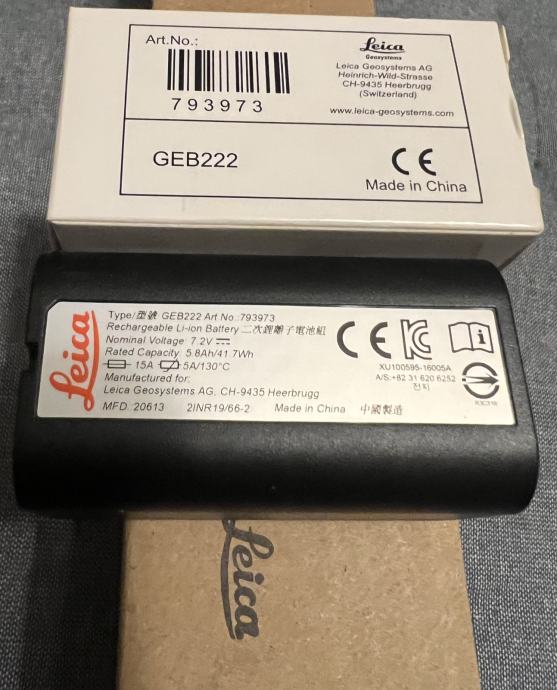 Art.No.:
793973
Leica
Geosystems
Leica Geosystems AG
Heinrich-Wild-Strasse
CH-9435 Heerbrugg
(Switzerland)
www.leica-geosystems.com
GEB222
CE
Made in China
Leica
Type/型號 GEB222 Art No.:793973
Rechargeable Li-ion Battery 二次鋰離子電池組
Nominal Voltage 7.2V
Rated Capacity 5.8Ah/41.7Wh
15A 5A/130°C
Manufactured for:
Leica Geosystems AG, CH-9435 Heerbrugg
MFD. 20613 2INR19/66-2 Made in China 中國製造
CE
XU100595-16005A
A/S:+82 31 620 6252
전지
Leica